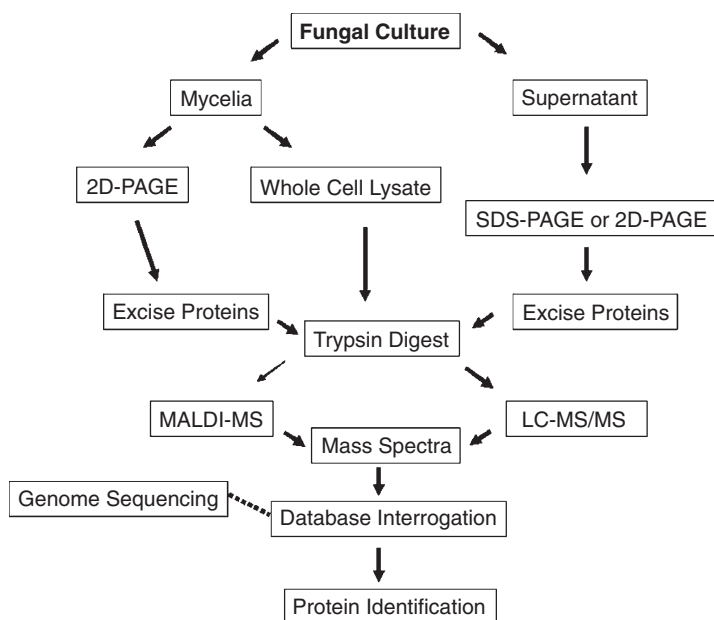 Fungal Culture
Mycelia
Supernatant
2D-PAGE
Whole Cell Lysate
SDS-PAGE or 2D-PAGE
Excise Proteins
Excise Proteins
Trypsin Digest
MALDI-MS
LC-MS/MS
Mass Spectra
Genome Sequencing
Database Interrogation
Protein Identification